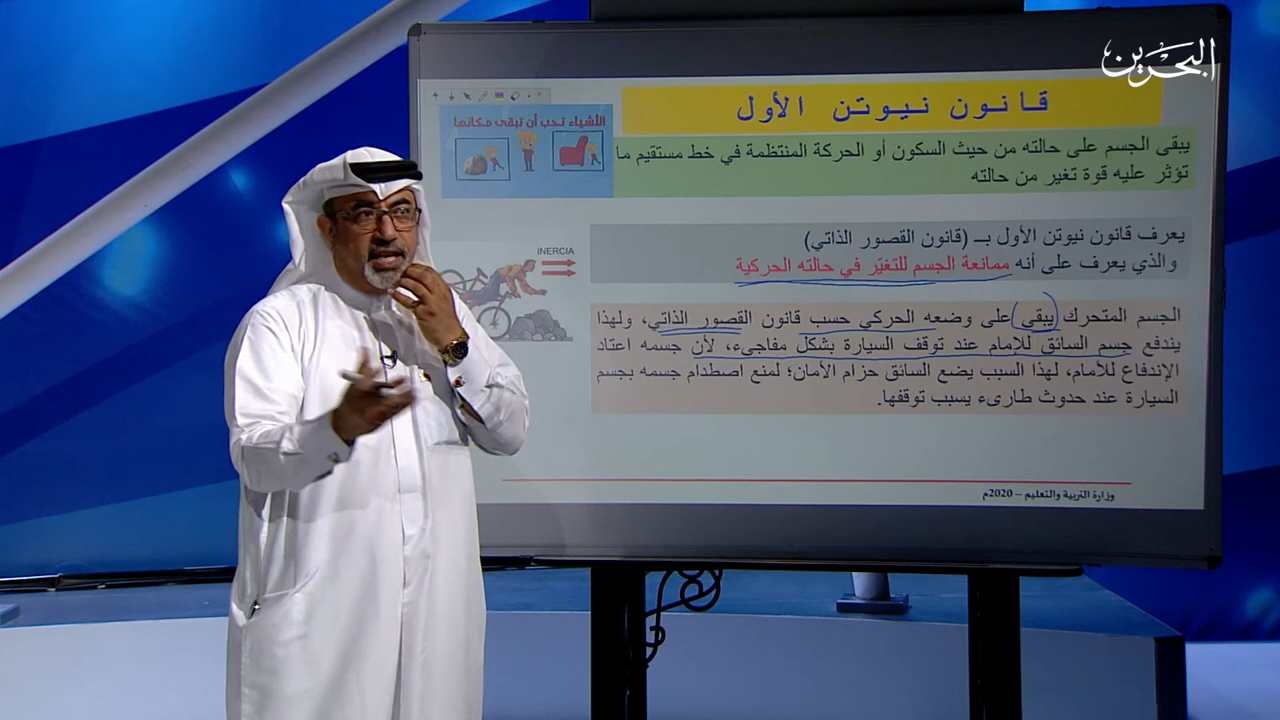 البحرين
قانون نيوتن الأول
الأشياء تحب أن تبقى مكانها
يبقى الجسم على حالته من حيث السكون أو الحركة المنتظمة في خط مستقيم ما
تؤثر عليه قوة تغير من حالته
يعرف قانون نيوتن الأول بـ (قانون القصور الذاتي)
والذي يعرف على أنه ممانعة الجسم للتغيّر في حالته الحركية
INERCIA
الجسم المتحرك يبقى على وضعه الحركي حسب قانون القصور الذاتي، ولهذا
يندفع جسم السائق للإمام عند توقف السيارة بشكل مفاجىء، لأن جسمه اعتاد
الإندفاع للأمام، لهذا السبب يضع السائق حزام الأمان؛ لمنع اصطدام جسمه بجسم
السيارة عند حدوث طارىء يسبب توقفها.
وزارة التربية والتعليم – 2020م